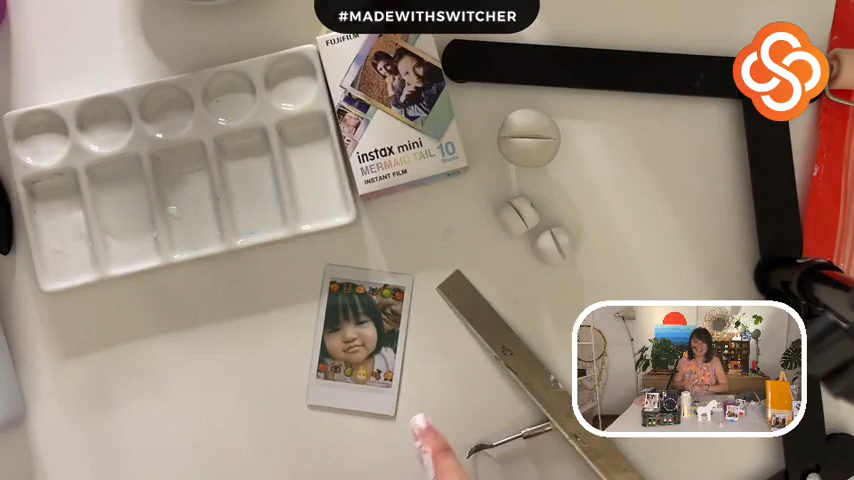 #MADEWITHSWITCHER
FUJIFILM
instax mini
MERMAID TAIL 10
INSTANT FILM